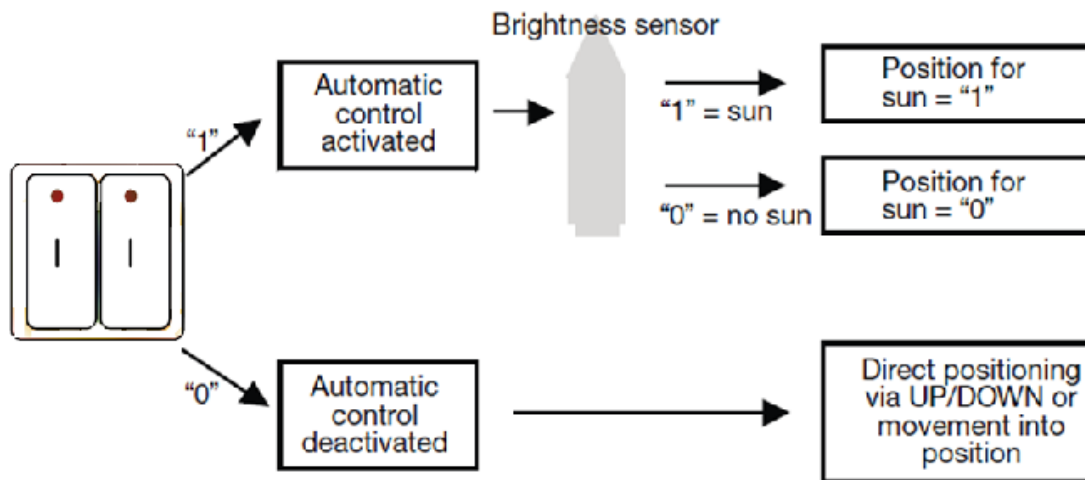 Brightness sensor
Automatic
control
activated
“1”
“1” = sun
Position for
sun = “1”
“0” = no sun
Position for
sun = “0”
“0”
Automatic
control
deactivated
Direct positioning
via UP/DOWN or
movement into
position